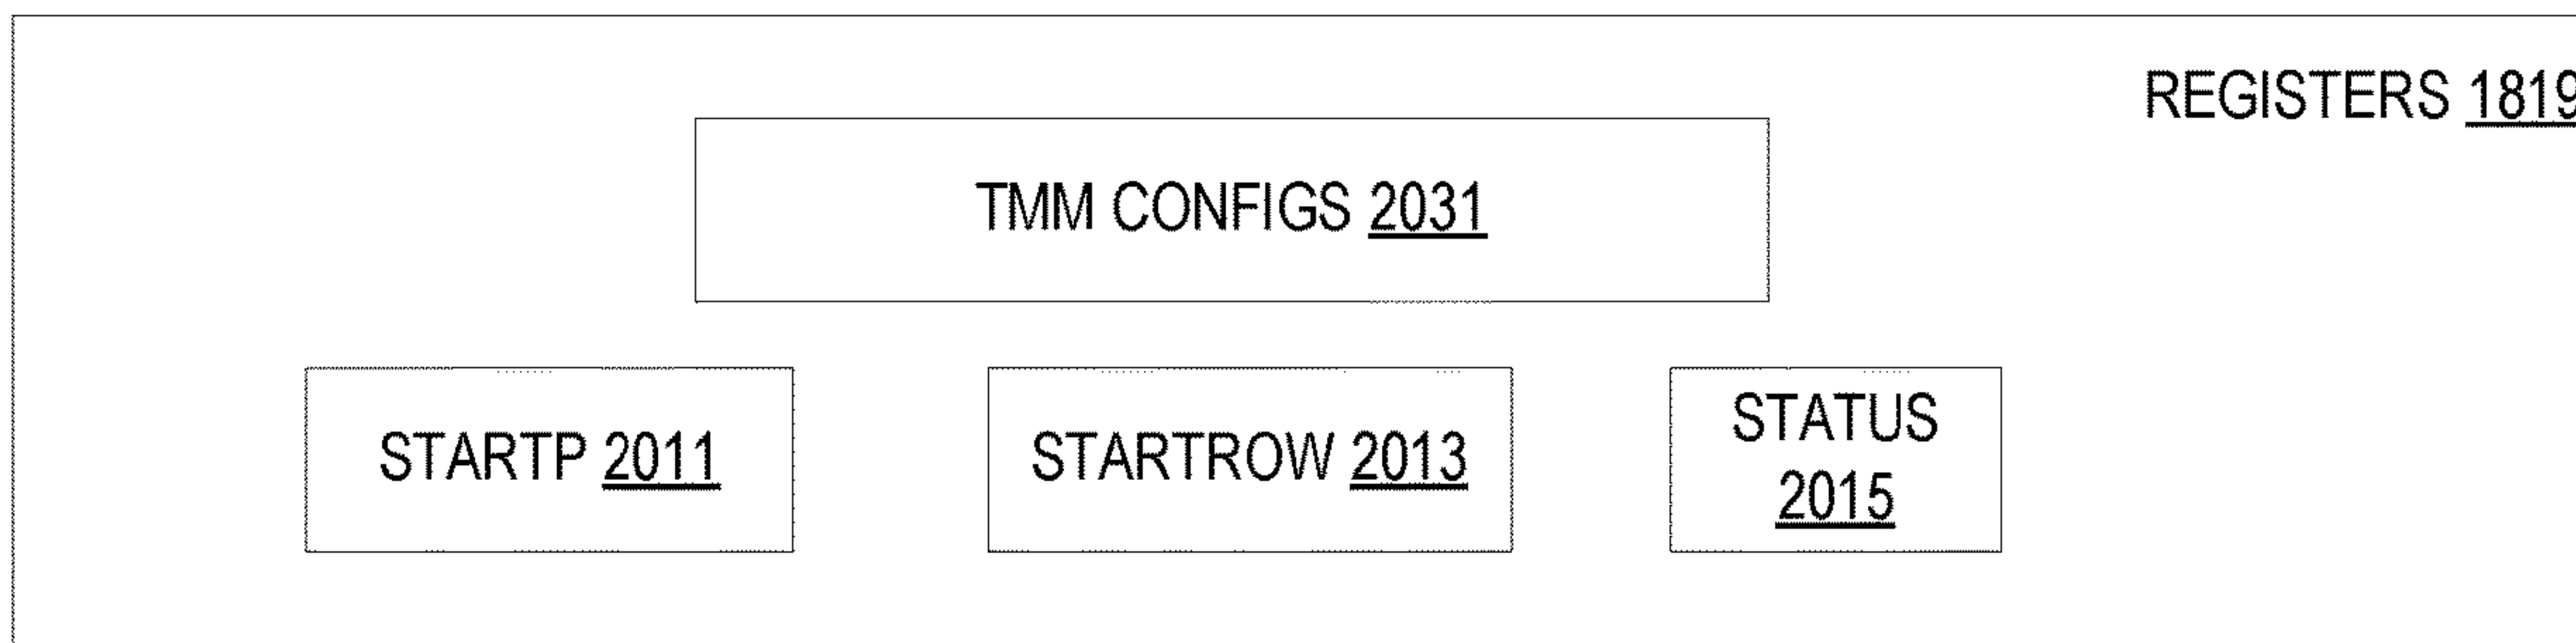 REGISTERS 1819
TMM CONFIGS 2031
STARTP 2011
STARTROW 2013
STATUS
2015